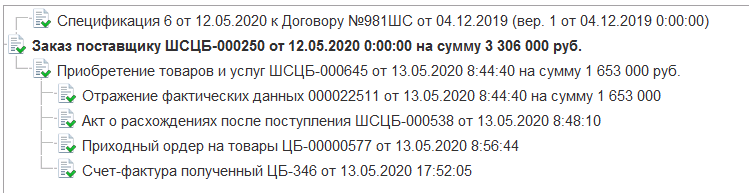 Спецификация 6 от 12.05.2020 к Договору №981ШС от 04.12.2019 (вер. 1 от 04.12.2019 0:00:00)
Заказ поставщику ШСЦБ-000250 от 12.05.2020 0:00:00 на сумму 3 306 000 руб.
Приобретение товаров и услуг ШСЦБ-000645 от 13.05.2020 8:44:40 на сумму 1 653 000 руб.
Отражение фактических данных 000022511 от 13.05.2020 8:44:40 на сумму 1 653 000
Акт о расхождениях после поступления ШСЦБ-000538 от 13.05.2020 8:48:10
Приходный ордер на товары ЦБ-00000577 от 13.05.2020 8:56:44
Счет-фактура полученный ЦБ-346 от 13.05.2020 17:52:05